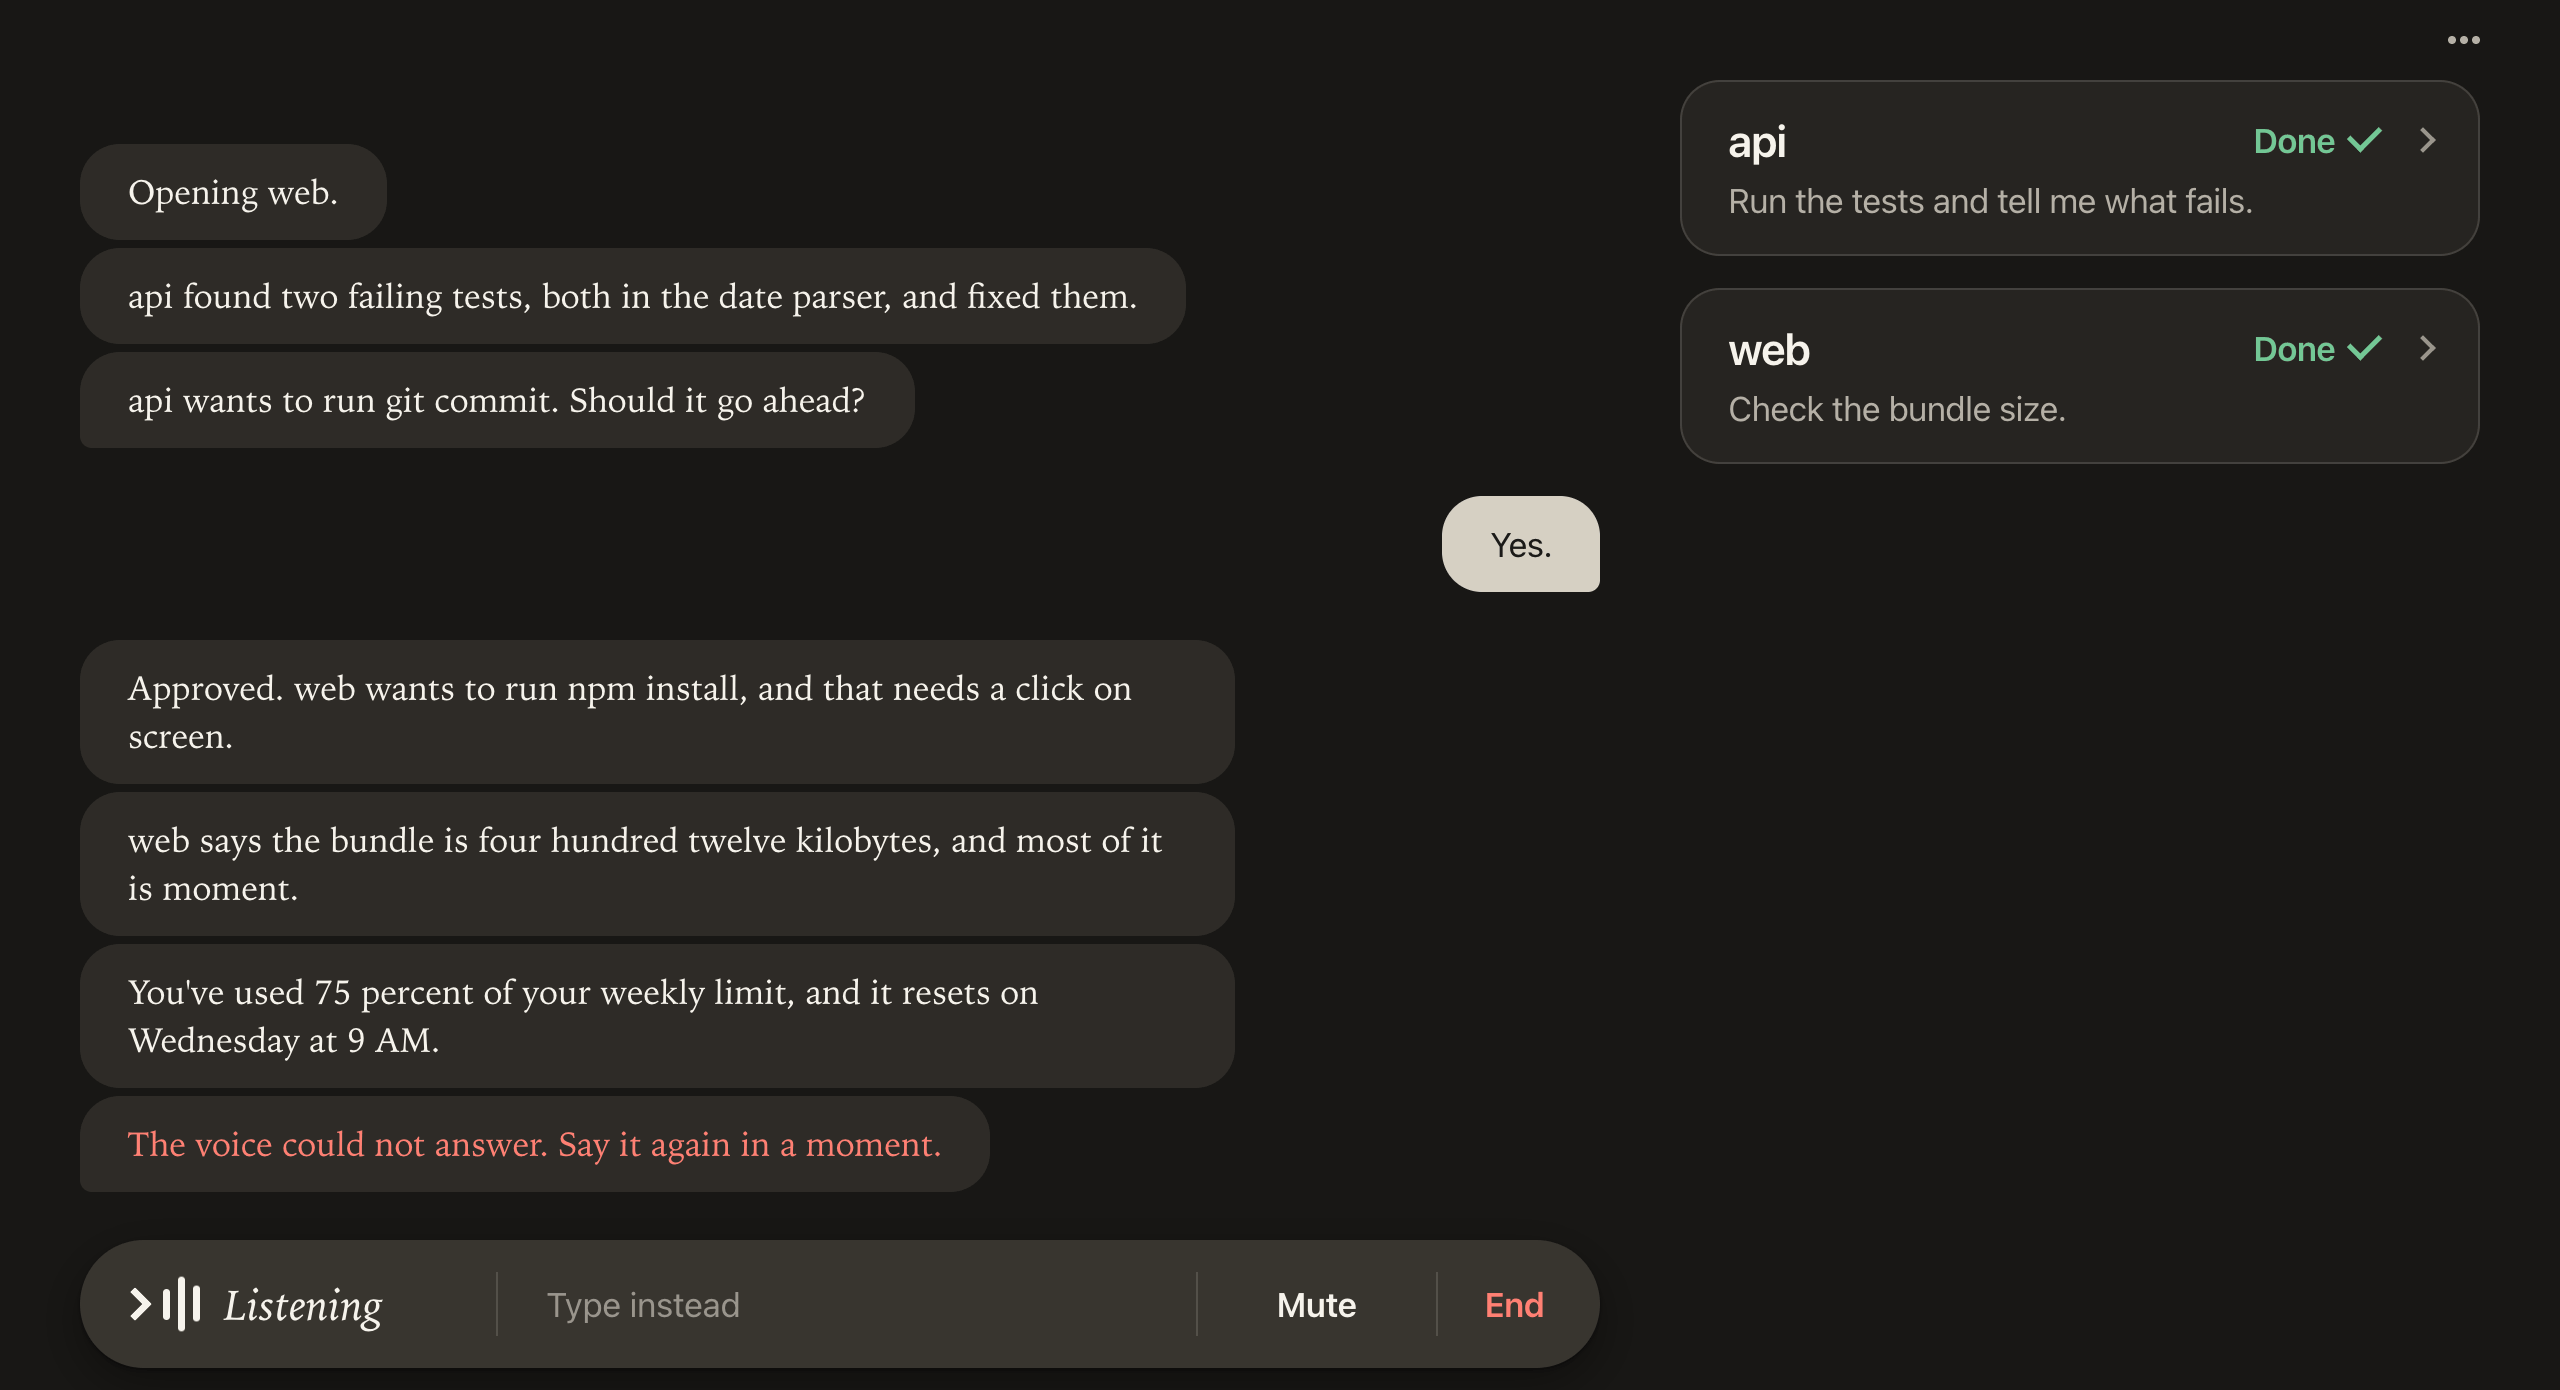 Opening web.
api found two failing tests, both in the date parser, and fixed them.
api wants to run git commit. Should it go ahead?
Yes.
Approved. web wants to run npm install, and that needs a click on
screen.
web says the bundle is four hundred twelve kilobytes, and most of it
is moment.
You've used 75 percent of your weekly limit, and it resets on
Wednesday at 9 AM.
The voice could not answer. Say it again in a moment.
Listening
Type instead
Mute
End
api
Done
Run the tests and tell me what fails.
web
Done
Check the bundle size.